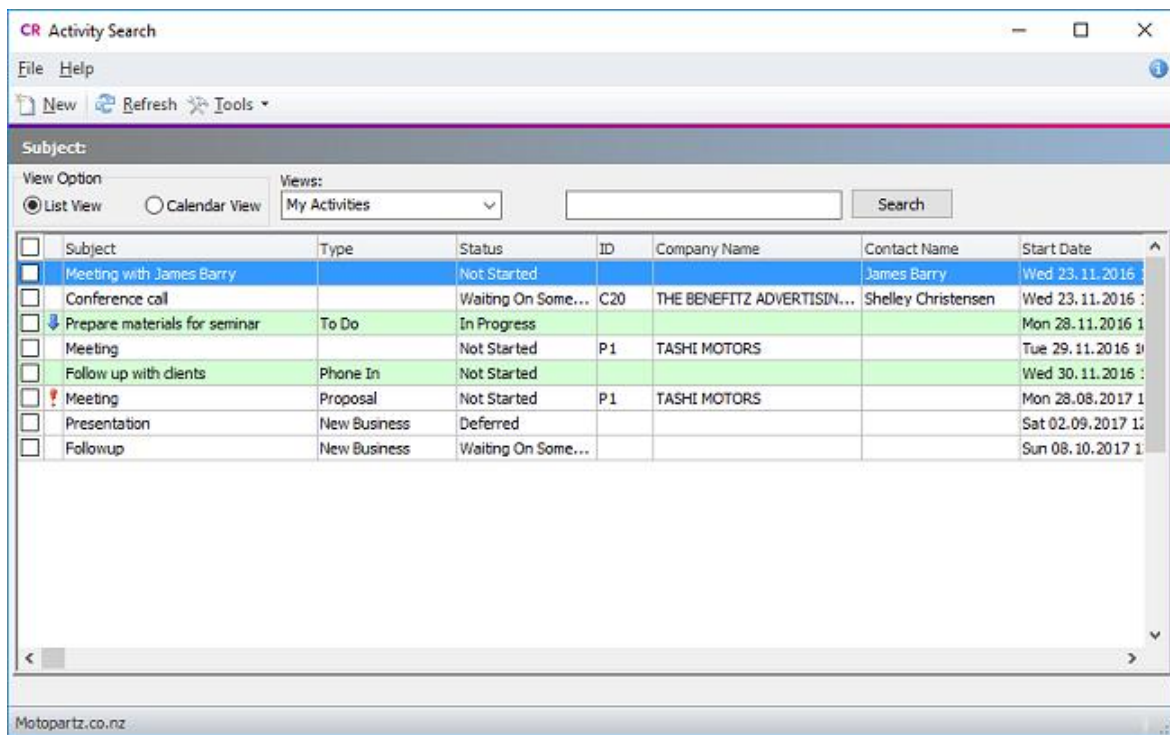 CR Activity Search
File Help
New Refresh Tools
Subject:
View Option Views:
List View Calendar View My Activities Search
Subject Type Status ID Company Name Contact Name Start Date
Meeting with James Barry Not Started James Barry Wed 23.11.2016
Conference call Waiting On Some... C20 THE BENEFITZ ADVERTISIN... Shelley Christensen Wed 23.11.2016
Prepare materials for seminar To Do In Progress Mon 28.11.2016 1
Meeting Not Started P1 TASHI MOTORS Tue 29.11.2016
Follow up with clients Phone In Not Started Wed 30.11.2016
Meeting Proposal Not Started P1 TASHI MOTORS Mon 28.08.2017 1
Presentation New Business Deferred Sat 02.09.2017 12
Followup New Business Waiting On Some... Sun 08.10.2017 1
Motopartz.co.nz